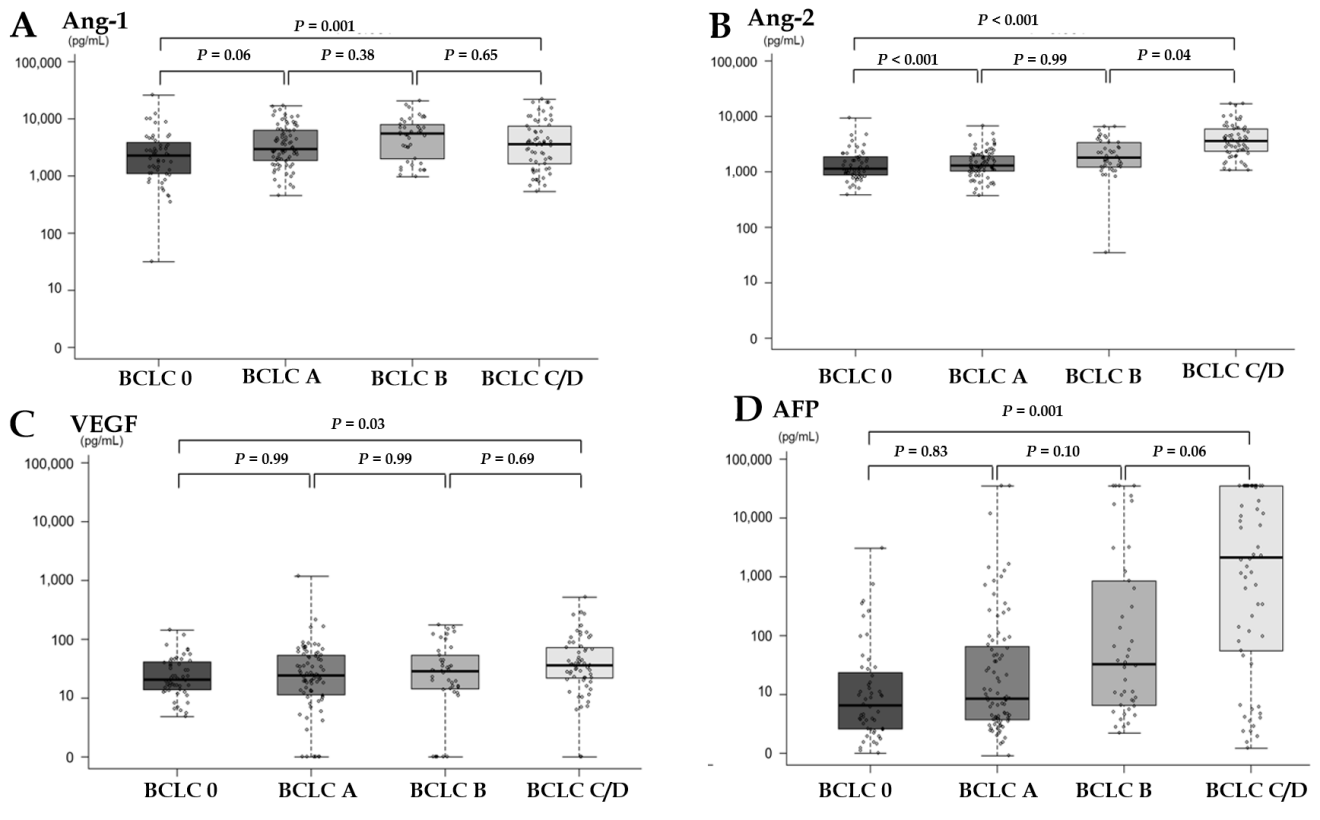 A Ang-1
(pg/mL)
P = 0.001
P = 0.06 P = 0.38 P = 0.65
100,000
10,000
1,000
100
10
0
BCLC 0 BCLC A BCLC B BCLC C/D
B Ang-2
(pg/mL)
P < 0.001
P < 0.001 P = 0.99 P = 0.04
100,000
10,000
1,000
100
10
0
BCLC 0 BCLC A BCLC B BCLC C/D
C VEGF
(pg/mL)
P = 0.03
P = 0.99 P = 0.99 P = 0.69
100,000
10,000
1,000
100
10
0
BCLC 0 BCLC A BCLC B BCLC C/D
D AFP
(pg/mL)
P = 0.001
P = 0.83 P = 0.10 P = 0.06
100,000
10,000
1,000
100
10
0
BCLC 0 BCLC A BCLC B BCLC C/D